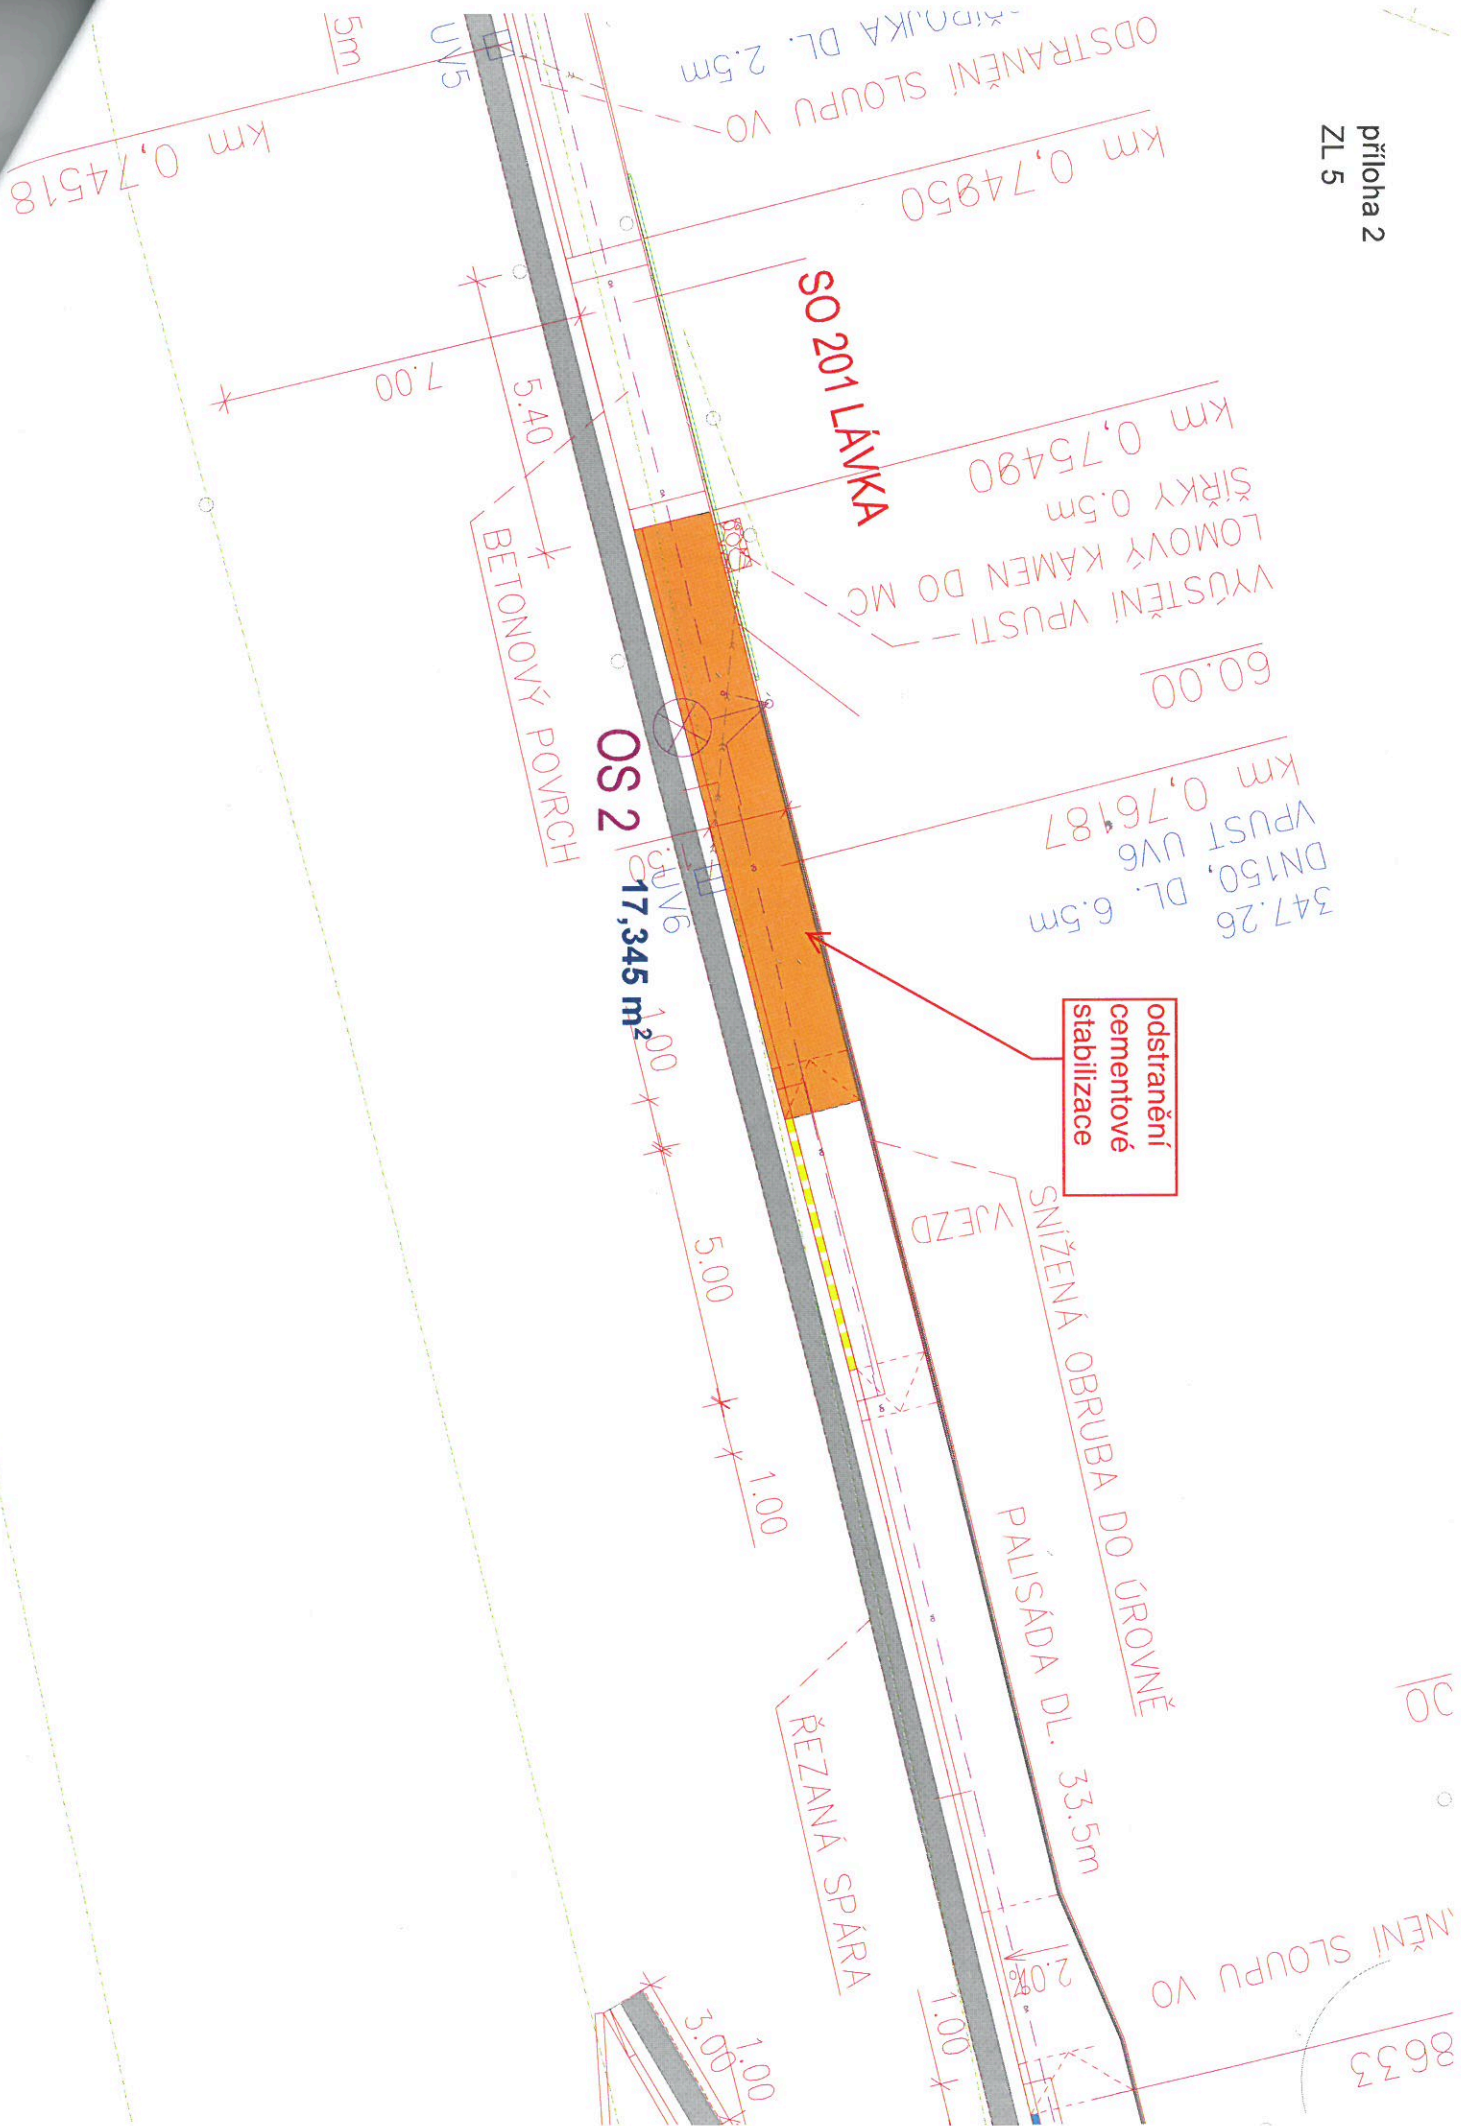 příloha 2
ZL 5
ODSTRANĚNÍ SLOUPU VO
DL. 2.5m
UV5
5m
km 0,74518
km 0,74950
SO 201 LÁVKA
7.00
5.40
km 0,75490
VYÚSTĚNÍ VPUSTI
LOMOVÝ KÁMEN DO MC
ŠÍŘKY 0.5m
60.00
BETONOVÝ POVRCH
OS 2
UV6
17,345 m²
km 0,76187
347.26
DN150, DL. 6.5m
VPUST UV6
odstranění
cementové
stabilizace
1.00
5.00
1.00
VJEZD
SNÍŽENÁ OBRUBA DO ÚROVNĚ
PALISÁDA DL. 33.5m
ŘEZANÁ SPÁRA
2.0%
1.00
3.00
1.00
NĚNÍ SLOUPU VO
8633